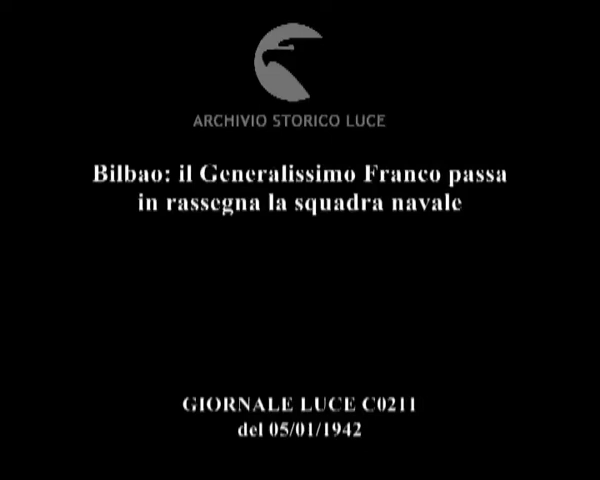 ARCHIVIO STORICO LUCE
Bilbao: il Generalissimo Franco passa
in rassegna la squadra navale
GIORNALE LUCE C0211
del 05/01/1942